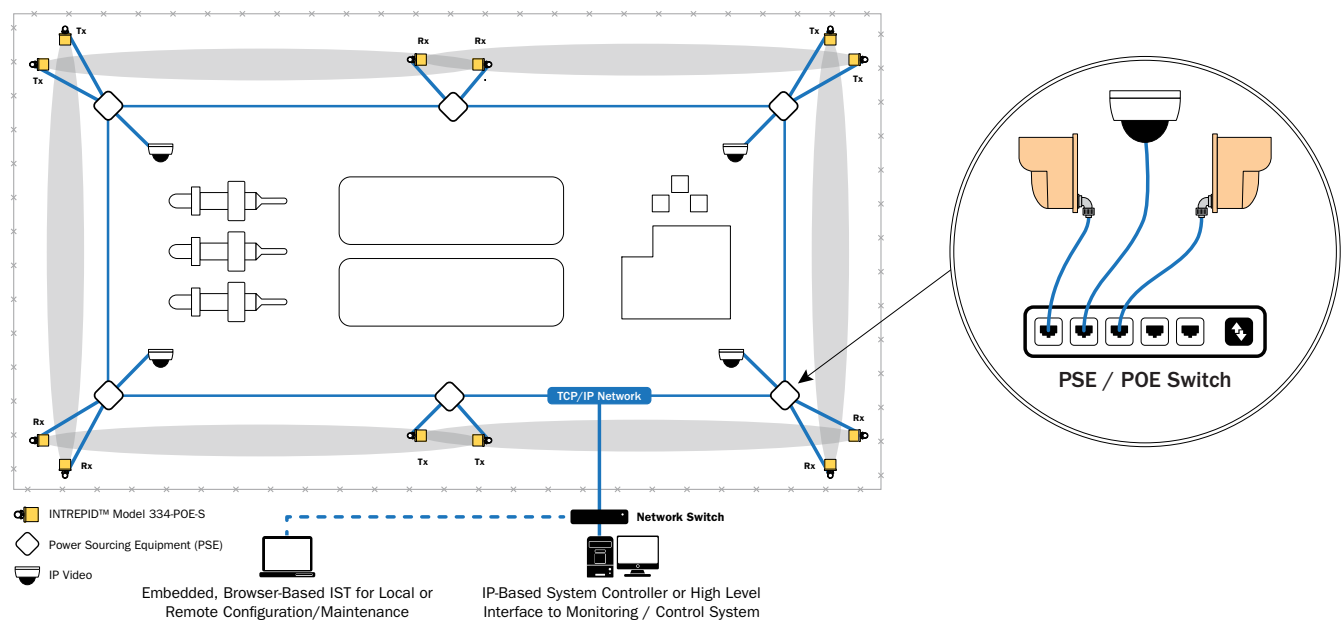 Tx
Rx
Rx
Tx
Tx
Tx
TCP/IP Network
Rx
Rx
Tx
Tx
Rx
Rx
PSE / POE Switch
Network Switch
INTREPID™ Model 334-POE-S
Power Sourcing Equipment (PSE)
IP Video
Embedded, Browser-Based IST for Local or
Remote Configuration/Maintenance
IP-Based System Controller or High Level
Interface to Monitoring / Control System